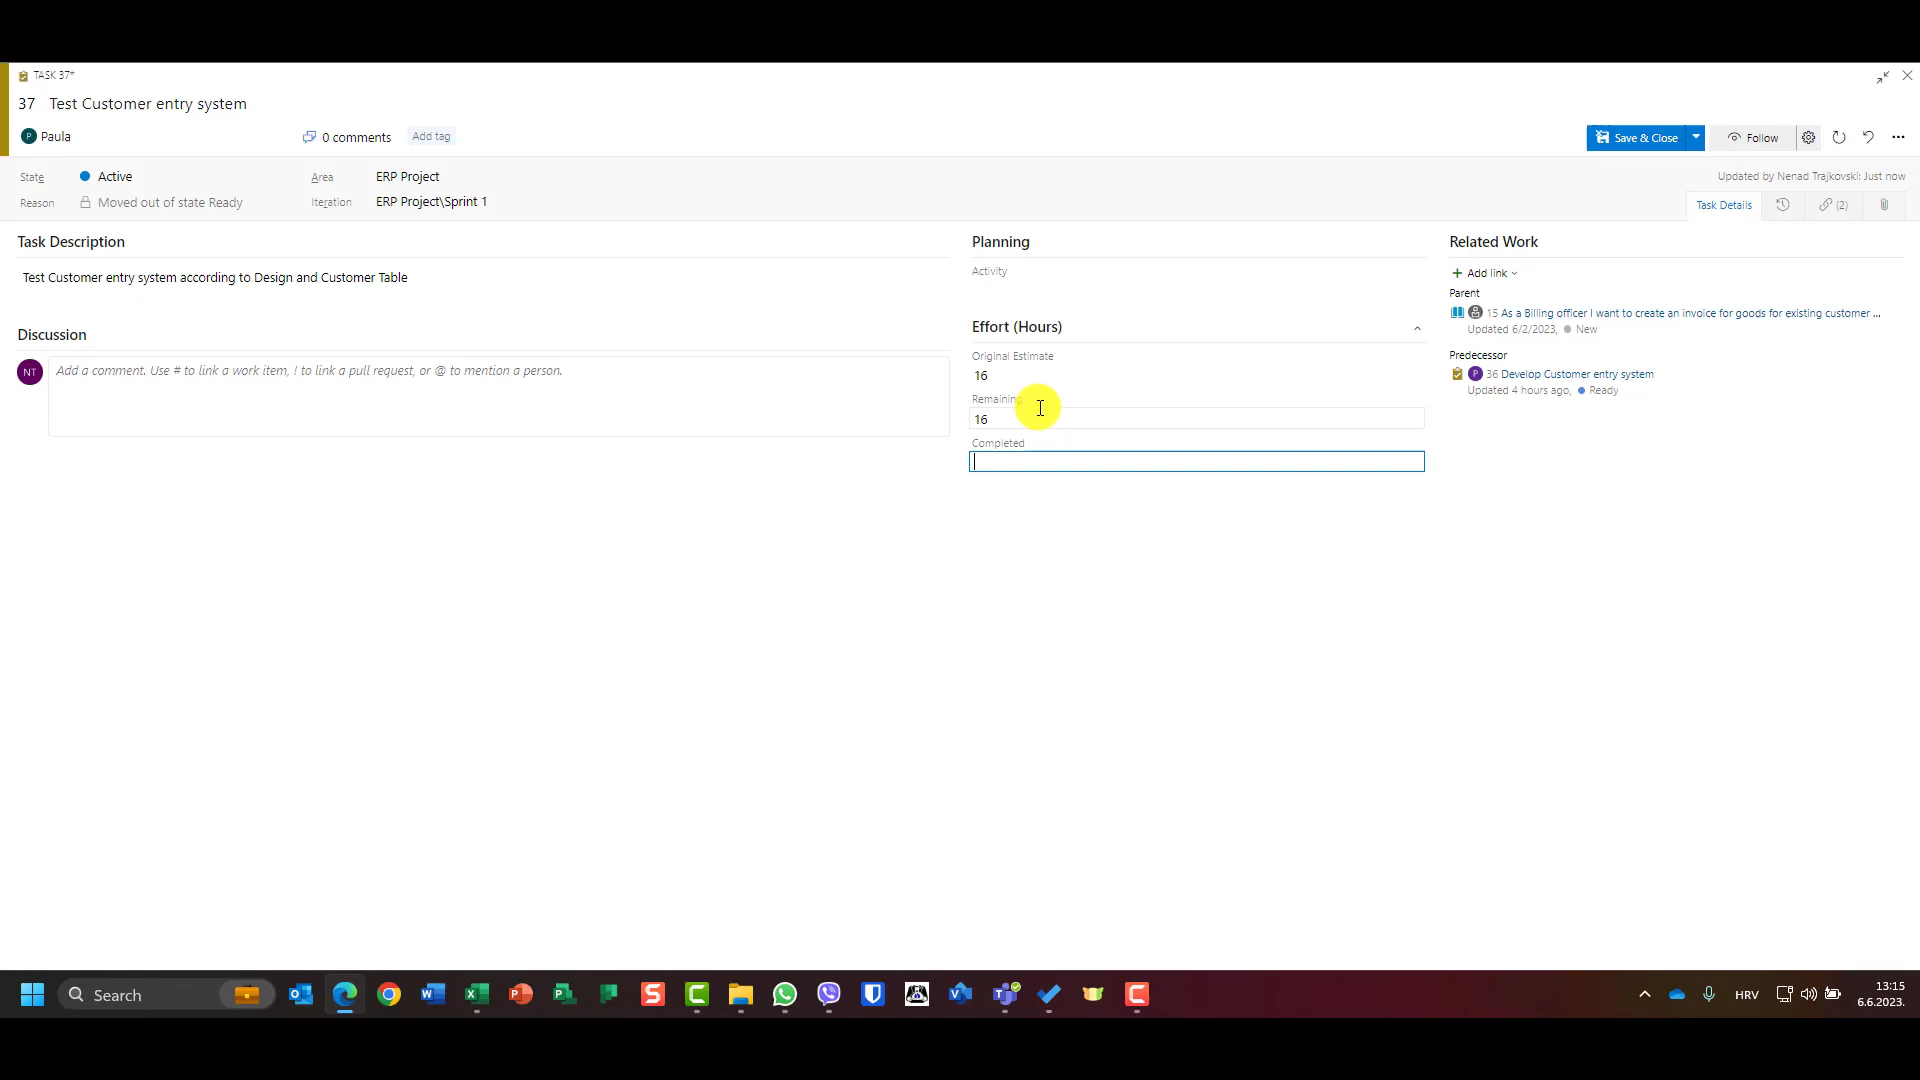 TASK 37*
37 Test Customer entry system
P Paula
0 comments
Add tag
Save & Close
Follow
State
Active
Area
ERP Project
Updated by Nenad Trajkovski: Just now
Reason
Moved out of state Ready
Iteration
ERP Project\Sprint 1
Task Details
(2)
Task Description
Test Customer entry system according to Design and Customer Table
Discussion
NT
Add a comment. Use # to link a work item, ! to link a pull request, or @ to mention a person.
Planning
Activity
Effort (Hours)
Original Estimate
16
Remaining
16
Completed
Related Work
Add link
Parent
15 As a Billing officer I want to create an invoice for goods for existing customer ...
Updated 6/2/2023, New
Predecessor
P 36 Develop Customer entry system
Updated 4 hours ago, Ready
Search
HRV
13:15
6.6.2023.